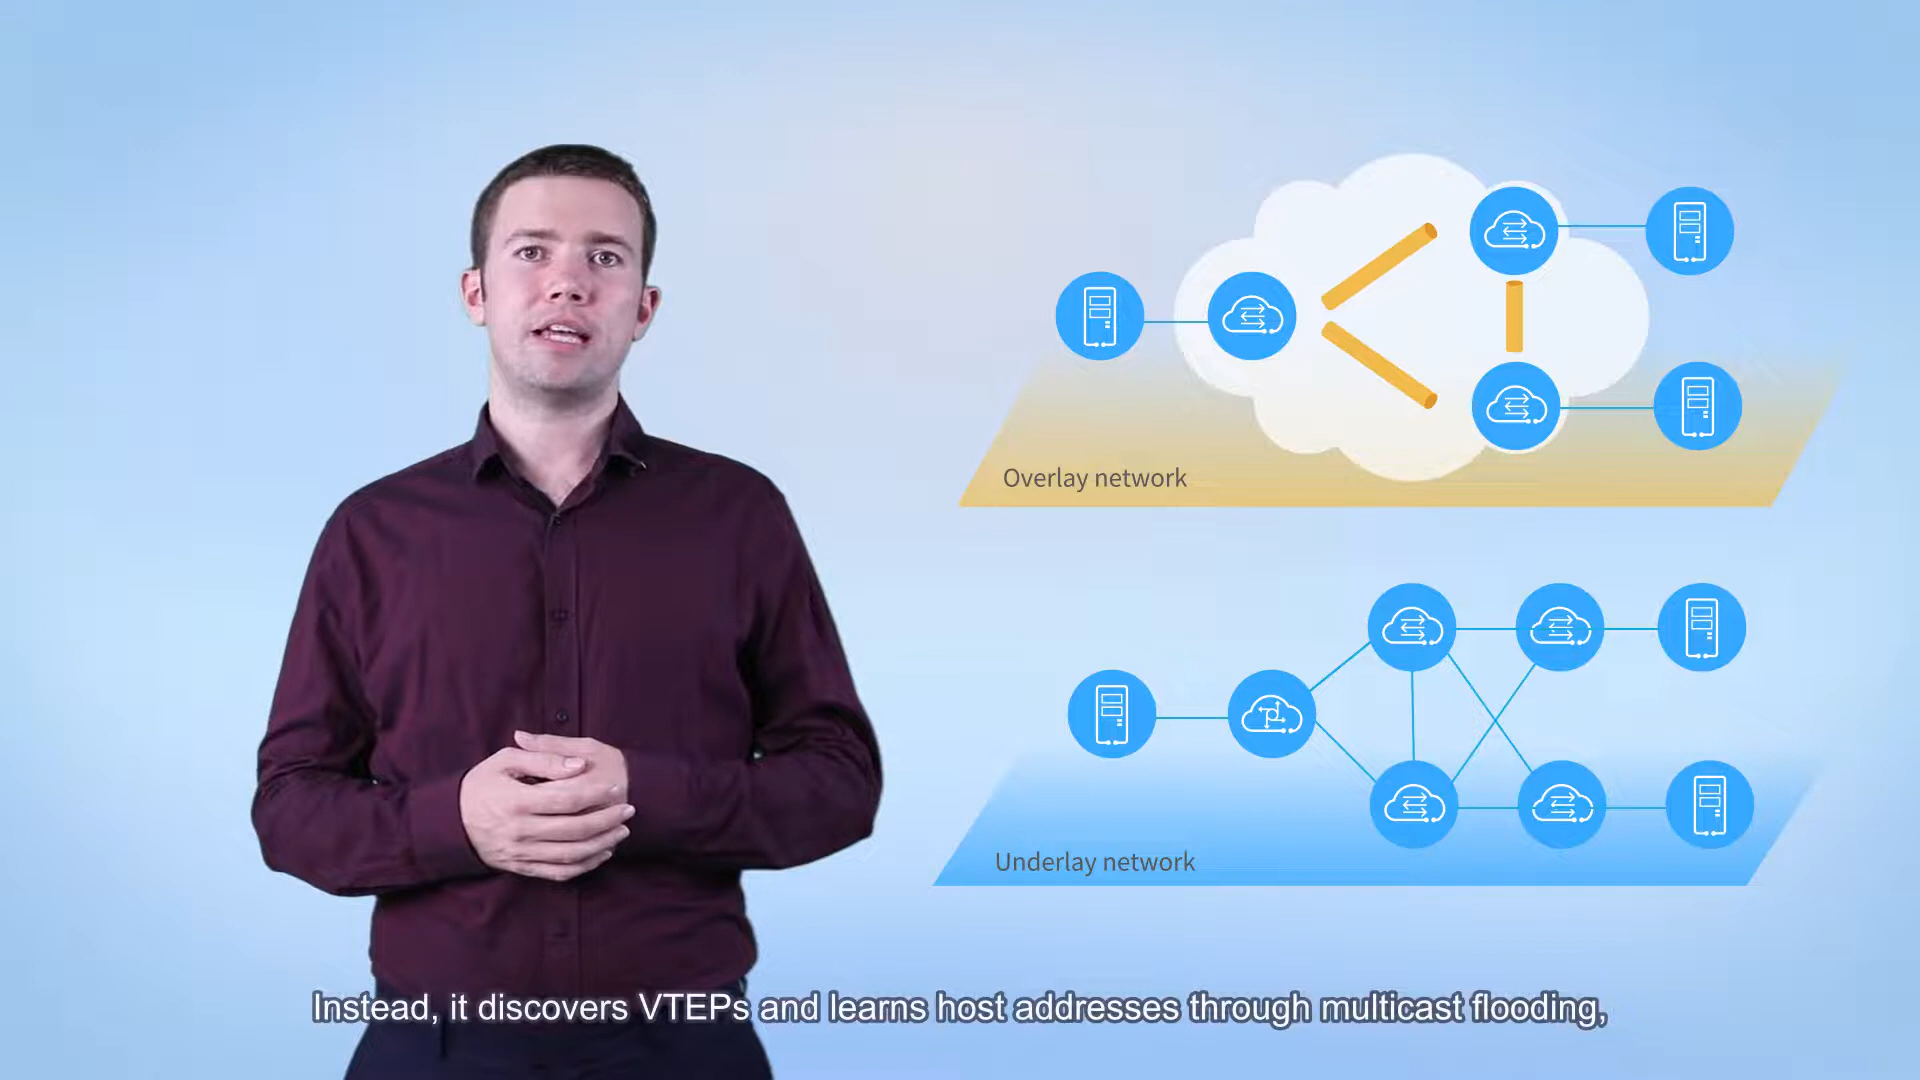 Overlay network
Underlay network
Instead, it discovers VTEPs and learns host addresses through multicast flooding,